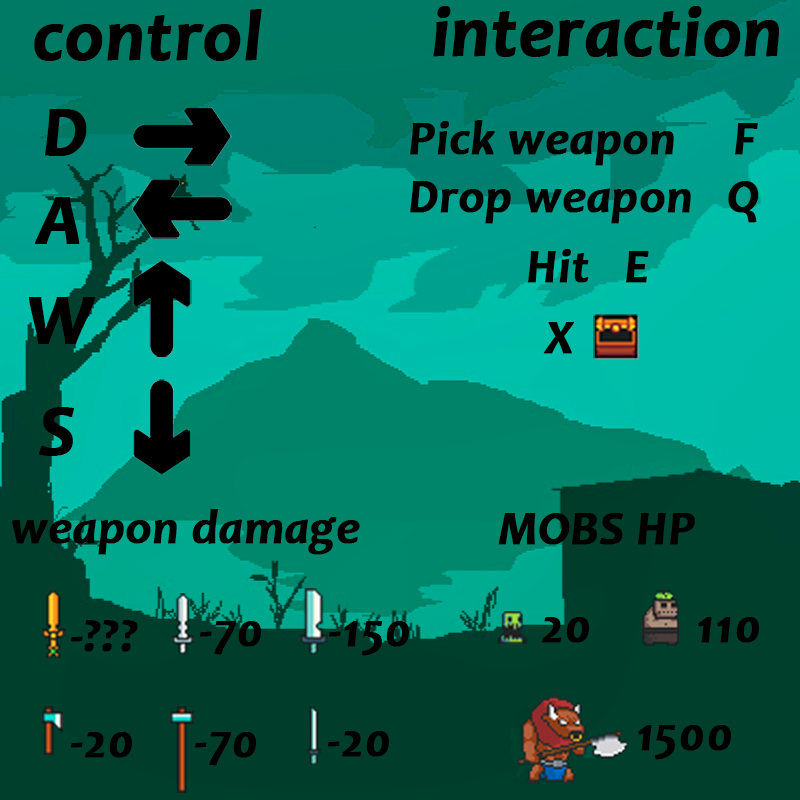 control
interaction
D
A
W
S
Pick weapon F
Drop weapon Q
Hit E
X
weapon damage
-???
-70
-150
-20
-70
-20
MOBS HP
20
110
1500